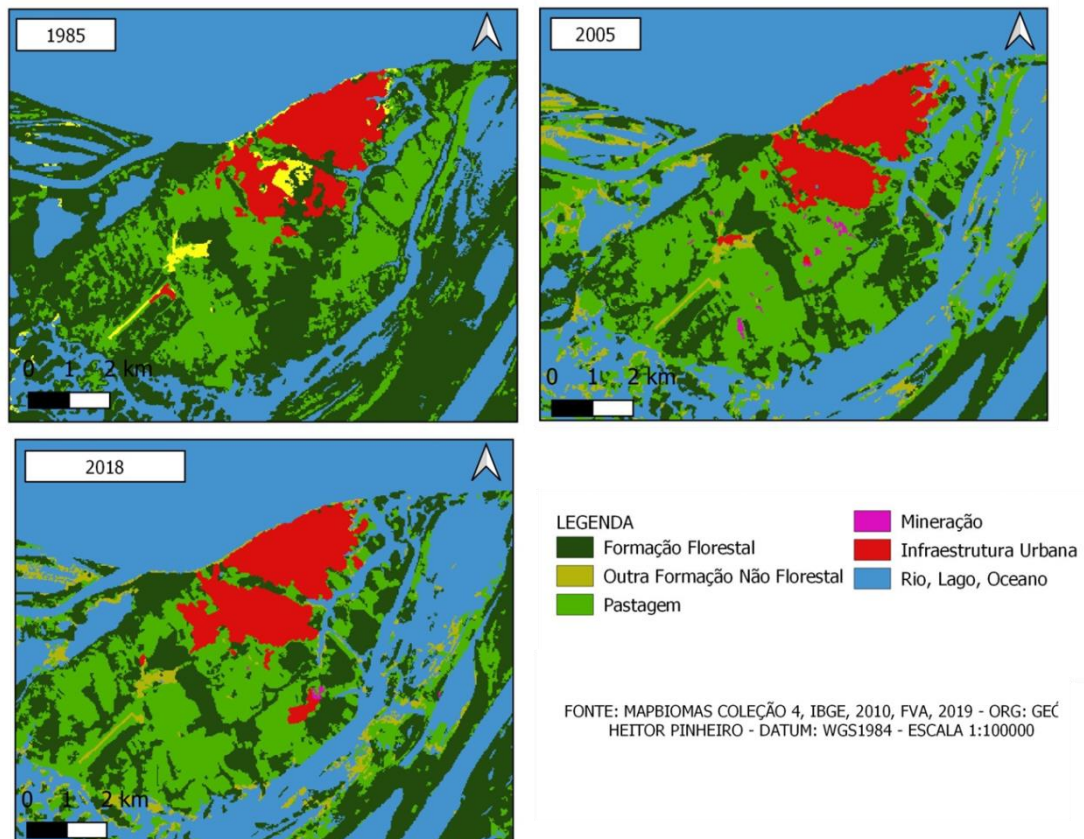 1985
0 1 2 km
2005
0 1 2 km
2018
0 1 2 km
LEGENDA
Formação Florestal
Outra Formação Não Florestal
Pastagem
Mineração
Infraestrutura Urbana
Rio, Lago, Oceano
FONTE: MAPBIOMAS COLEÇÃO 4, IBGE, 2010, FVA, 2019 - ORG:
HEITOR PINHEIRO - DATUM: WGS1984 - ESCALA 1:100000